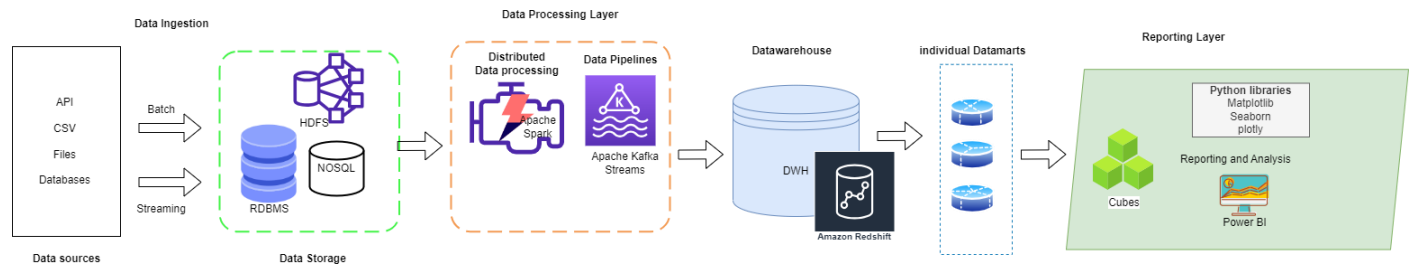 Data Ingestion
API
CSV
Files
Databases
Data sources
Batch
Streaming
HDFS
NOSQL
RDBMS
Data Storage
Data Processing Layer
Distributed
Data processing
Apache
Spark
Data Pipelines
K
Apache Kafka
Streams
Datawarehouse
DWH
Amazon Redshift
individual Datamarts
Reporting Layer
Python libraries
Matplotlib
Seaborn
plotly
Reporting and Analysis
Cubes
Power BI